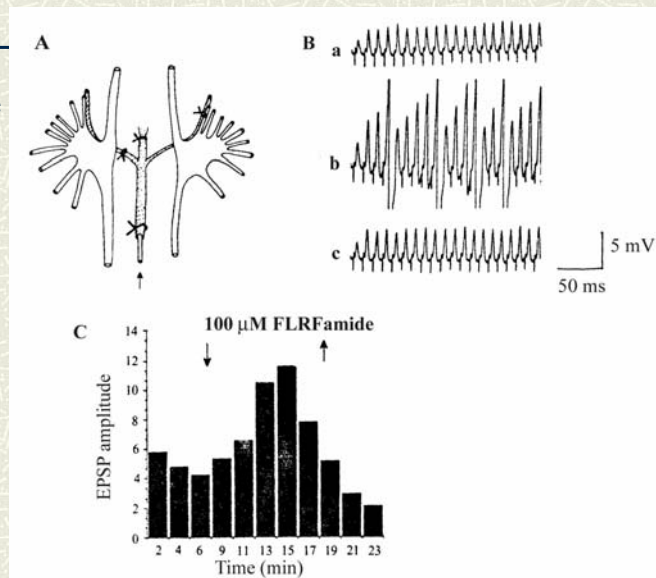 A
B
a
b
c
5 mV
50 ms
C
100 µM FLRFamide
14
12
10
8
6
4
2
0
EPSP amplitude
2 4 6 9 11 13 15 17 19 21 23
Time (min)